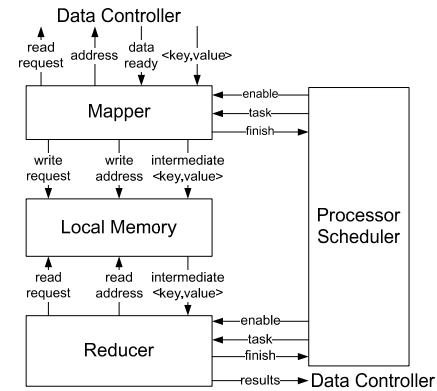 Data Controller
read request
address
data ready
<key,value>
Mapper
enable
task
finish
write request
write address
intermediate <key,value>
Local Memory
Processor Scheduler
read request
read address
intermediate <key,value>
Reducer
enable
task
finish
results
Data Controller